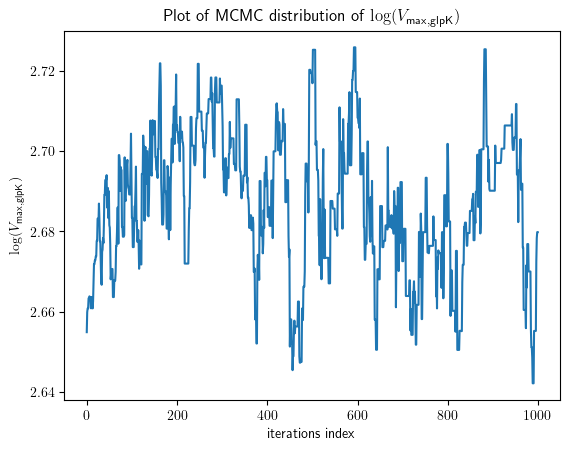 Plot of MCMC distribution of log(V_max,glpK)
log(V_max,glpK)
2.72
2.70
2.68
2.66
2.64
0 200 400 600 800 1000
iterations index